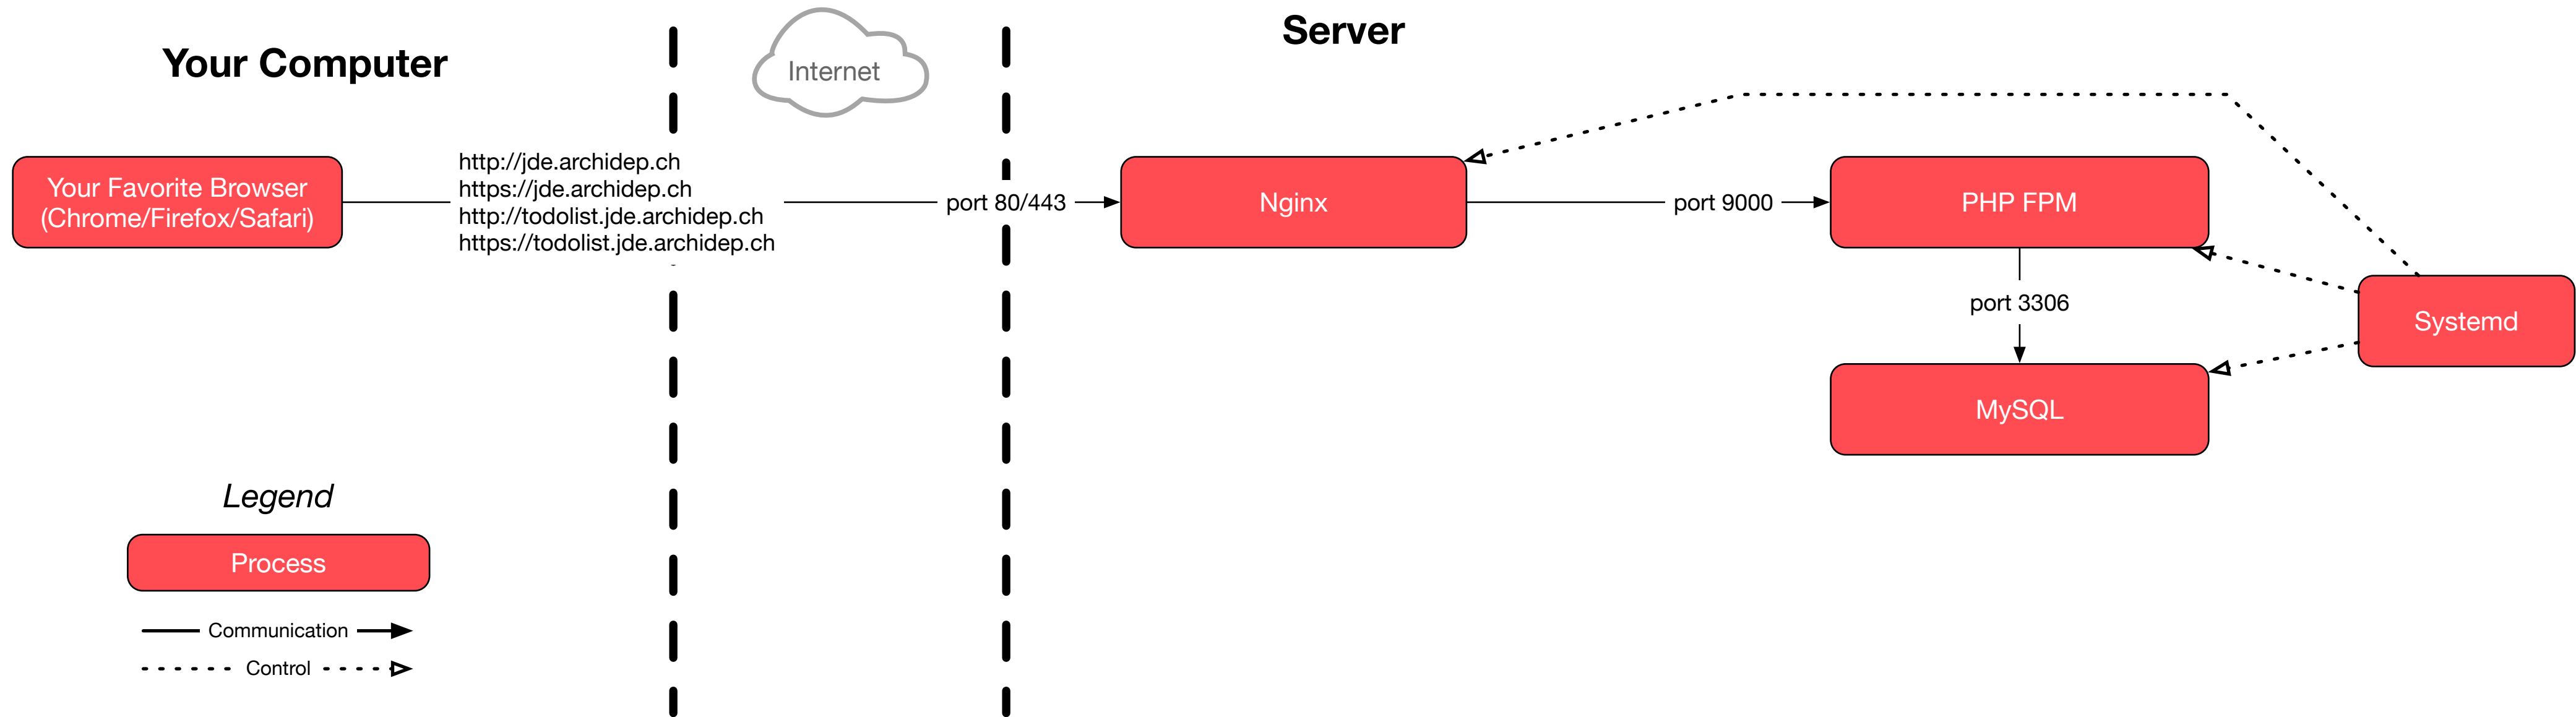 Your Computer
Internet
Server
Your Favorite Browser
(Chrome/Firefox/Safari)
http://jde.archidep.ch
https://jde.archidep.ch
http://todolist.jde.archidep.ch
https://todolist.jde.archidep.ch
port 80/443
Nginx
port 9000
PHP FPM
port 3306
Systemd
MySQL
Legend
Process
Communication
Control